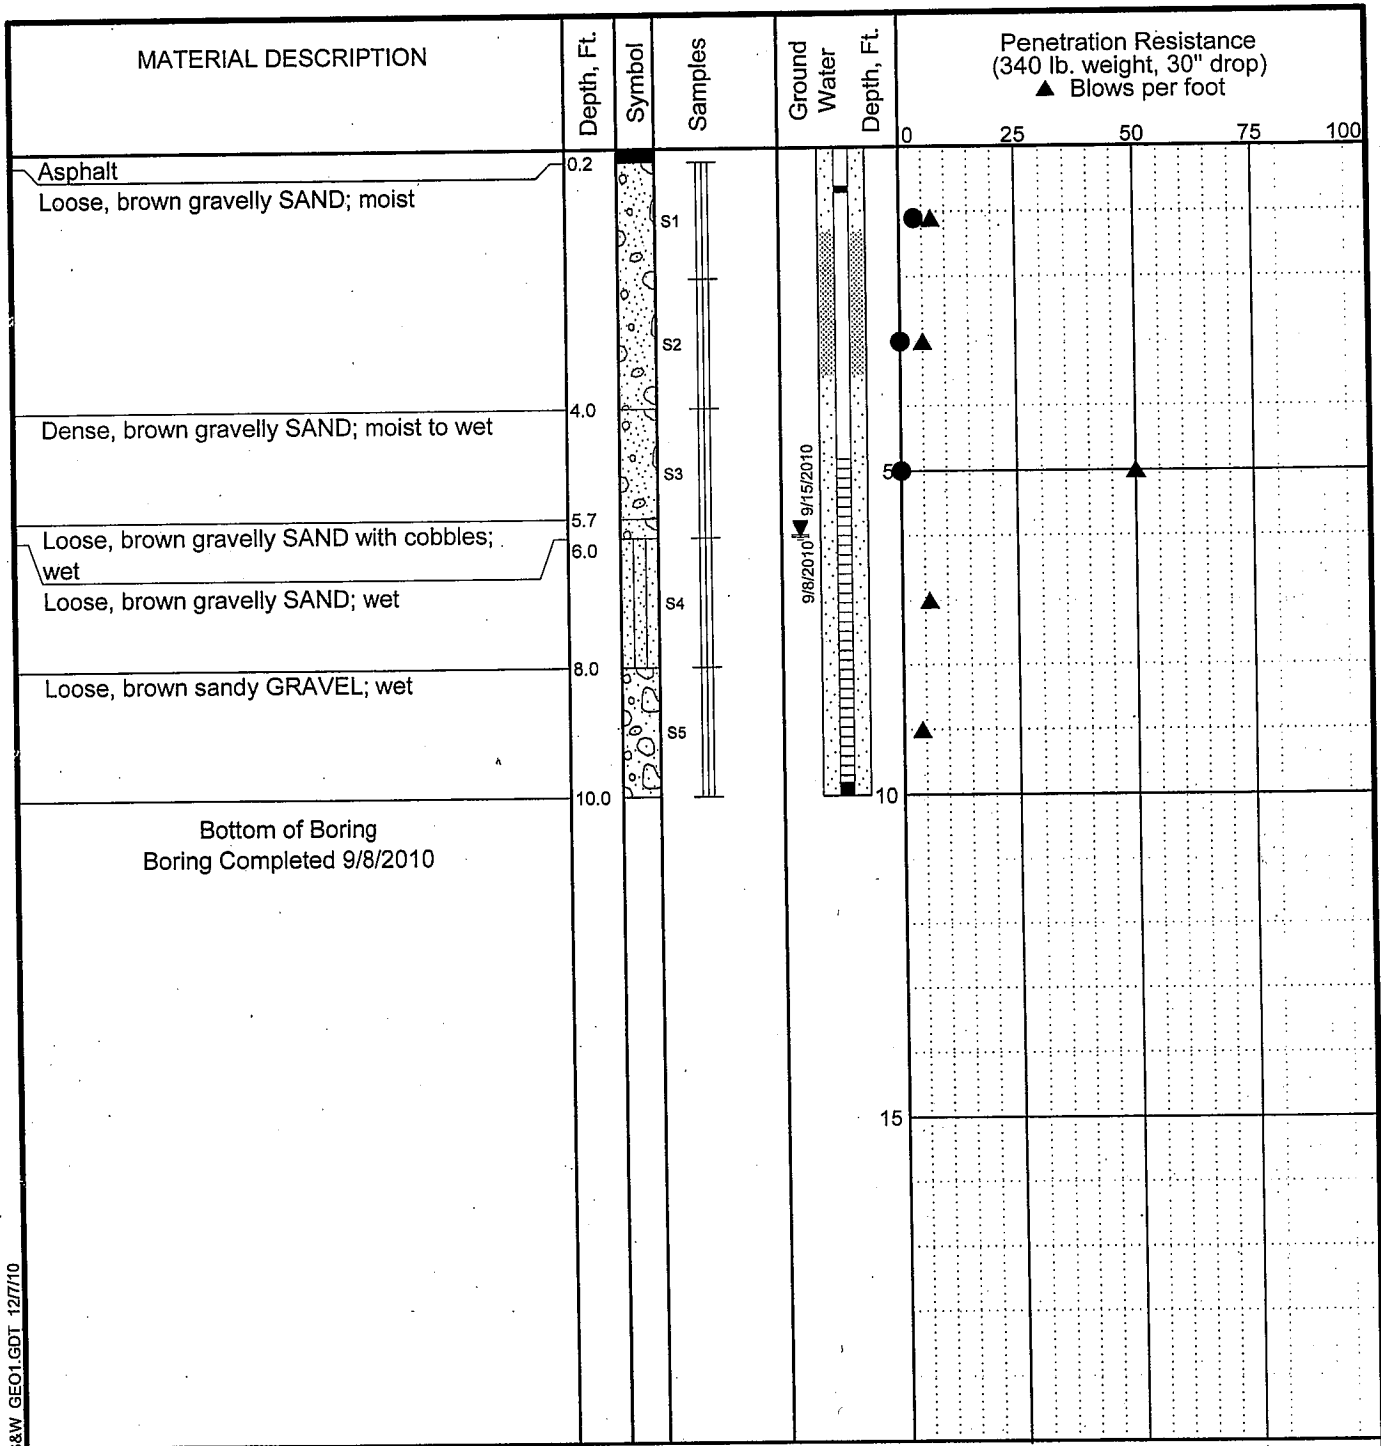 MATERIAL DESCRIPTION
Depth, Ft.
Symbol
Samples
Ground
Water
Depth, Ft.
Penetration Resistance
(340 lb. weight, 30" drop)
▲ Blows per foot
0 25 50 75 100
Asphalt
0.2
Loose, brown gravelly SAND; moist
S1
S2
4.0
Dense, brown gravelly SAND; moist to wet
S3
5
9/15/2010
5.7
Loose, brown gravelly SAND with cobbles;
wet
6.0
9/8/2010
Loose, brown gravelly SAND; wet
S4
8.0
Loose, brown sandy GRAVEL; wet
S5
10.0
10
Bottom of Boring
Boring Completed 9/8/2010
15
&W GEO1.GDT 12/7/10